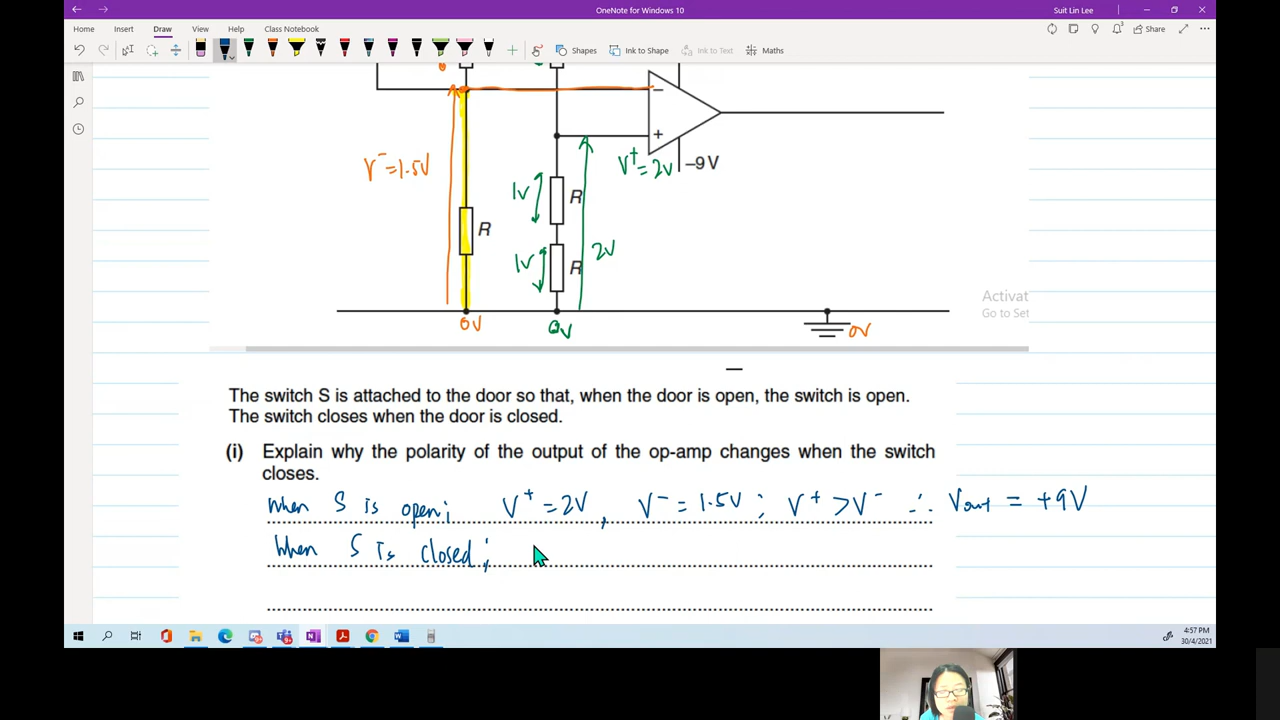 OneNote for Windows 10
Suit Lin Lee
Home Insert Draw View Help Class Notebook
Share
Shapes Ink to Shape Ink to Text Maths
−
+
V⁻ = 1.5V
V⁺ = 2V
–9 V
1V
R
R
1V
R
2V
0V
0V
0V
Activat
Go to Set
The switch S is attached to the door so that, when the door is open, the switch is open.
The switch closes when the door is closed.
(i) Explain why the polarity of the output of the op-amp changes when the switch
closes.
When S is open; V⁺ = 2V, V⁻ = 1.5V; V⁺ > V⁻ ∴ Vout = +9V
When S is closed;
4:57 PM
30/4/2021